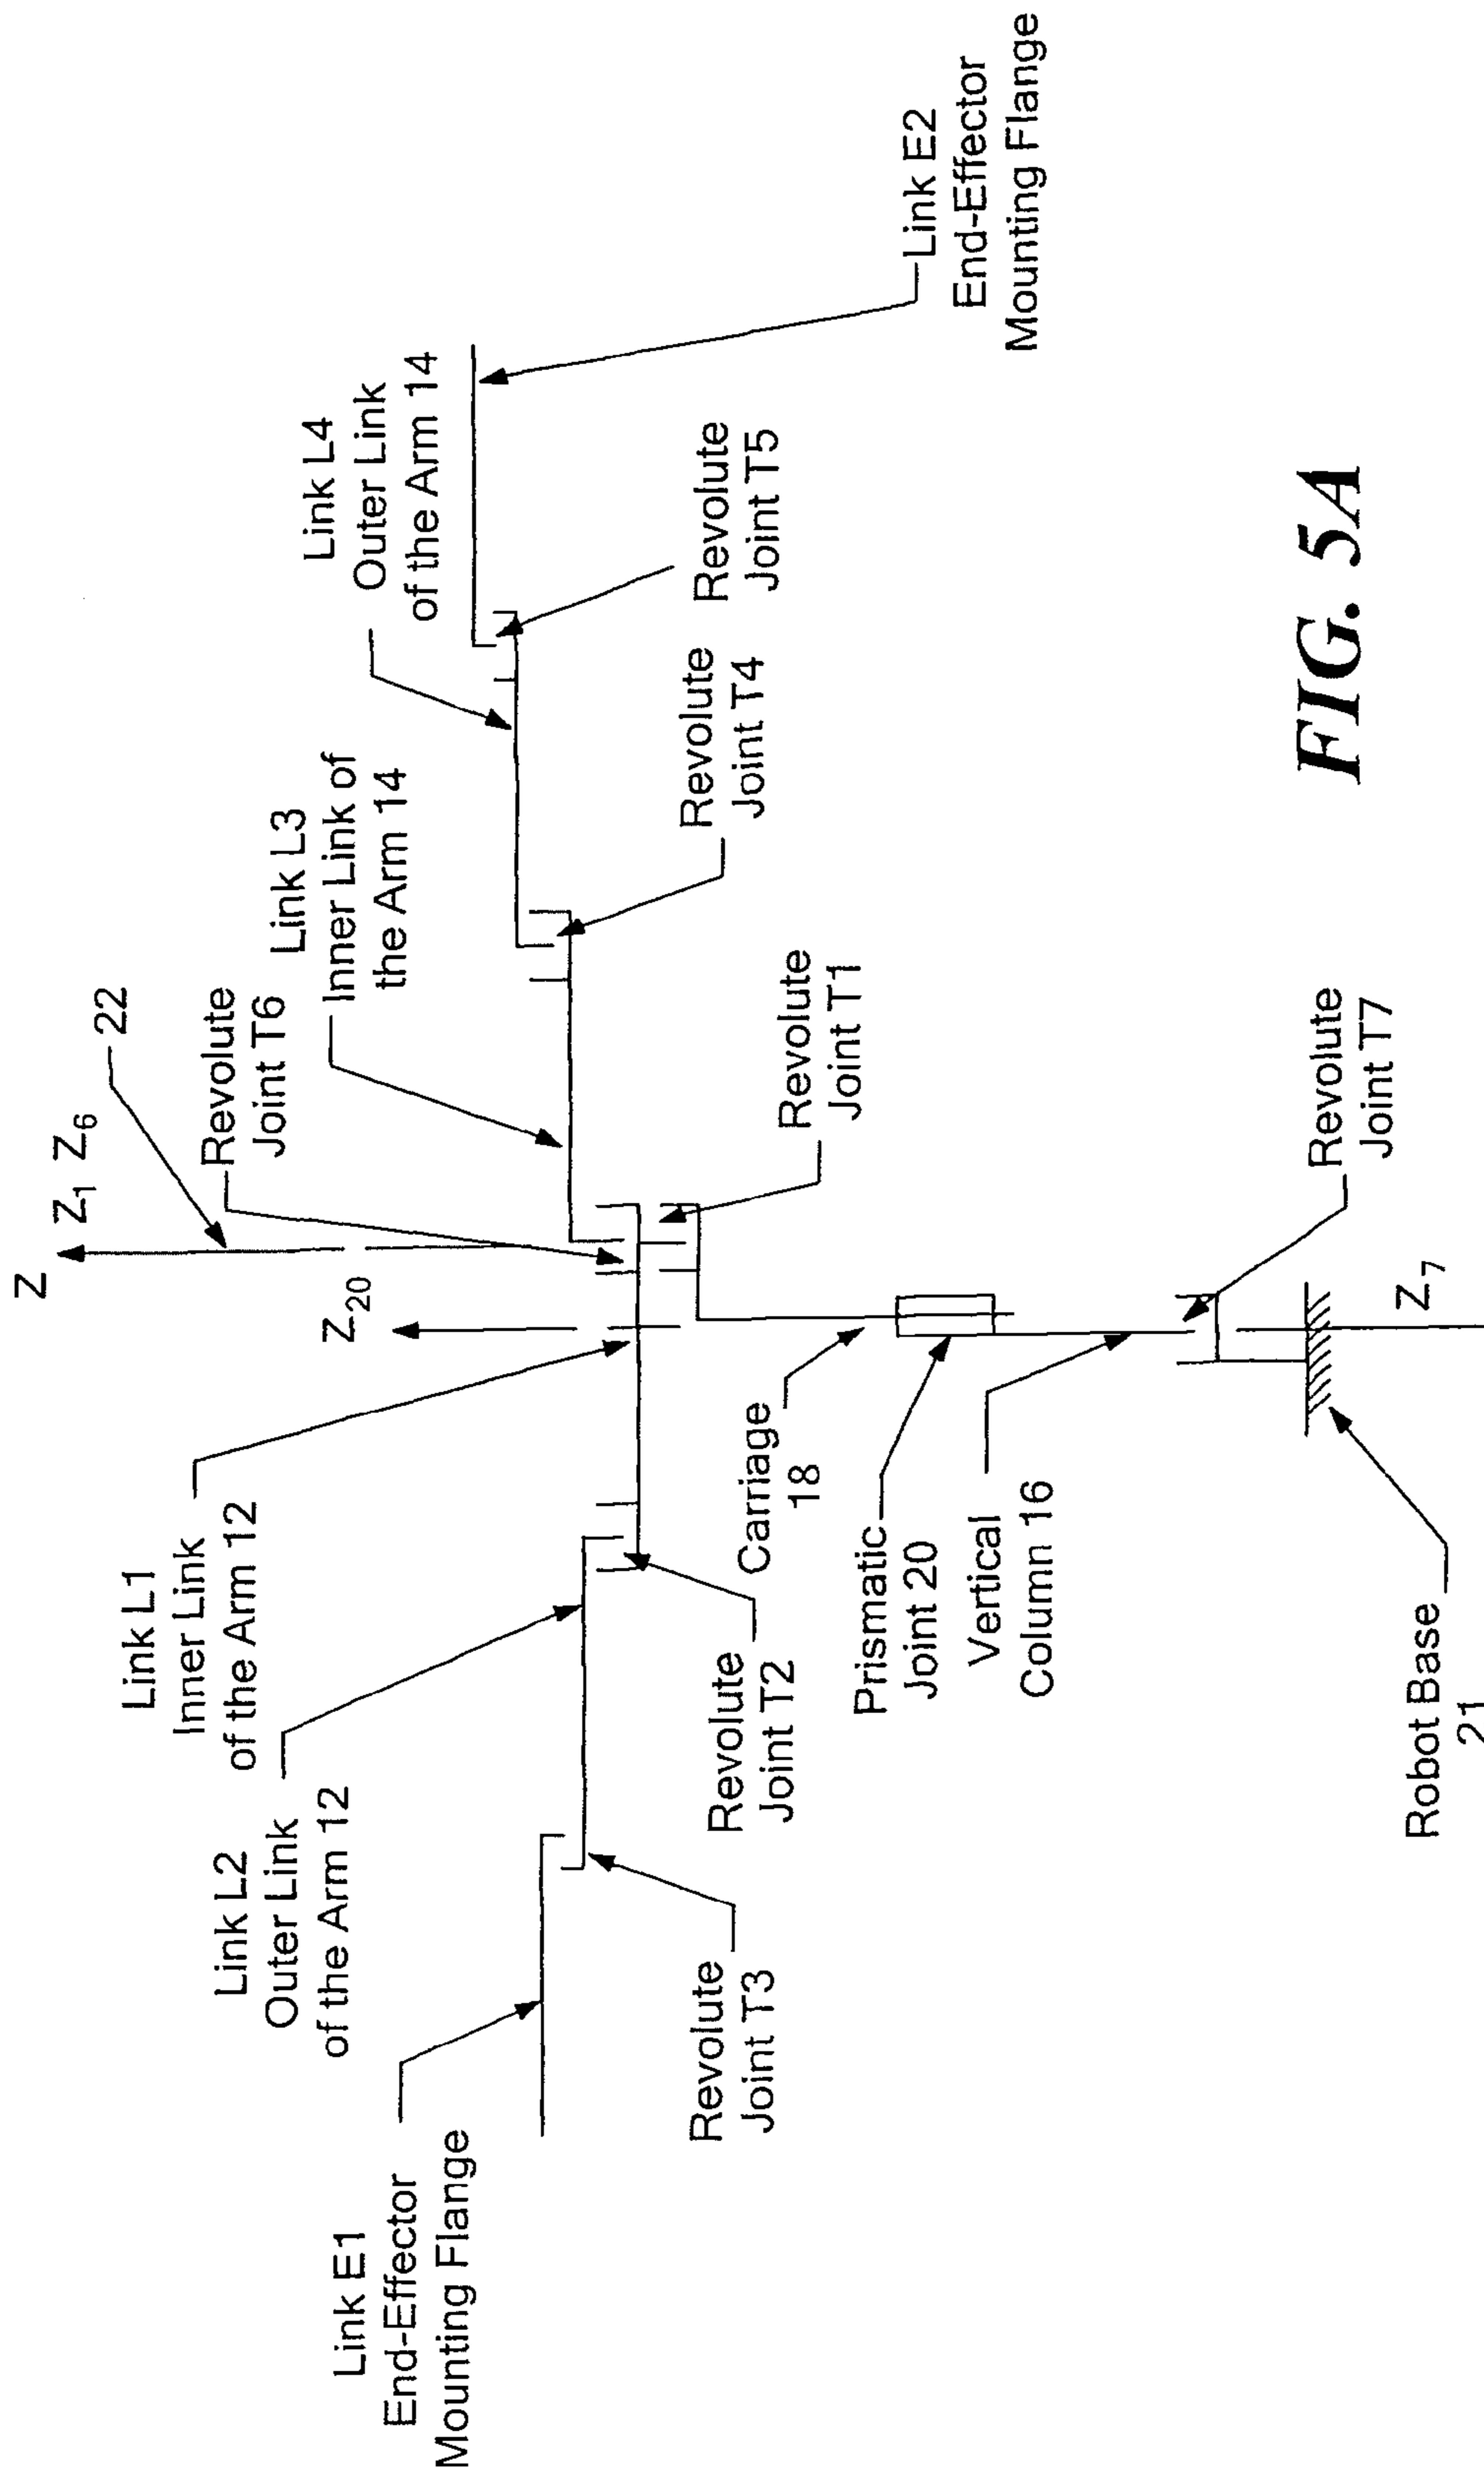 Z
Z1 Z6
22
Z20
Revolute
Joint T6
Link L1
Inner Link
of the Arm 12
Link L3
Inner Link of
the Arm 14
Link L4
Outer Link
of the Arm 14
Link L2
Outer Link
of the Arm 12
Link E1
End-Effector
Mounting Flange
Link E2
End-Effector
Mounting Flange
Revolute
Joint T5
Revolute
Joint T4
Revolute
Joint T1
Revolute
Joint T2
Revolute
Joint T3
Carriage
18
Prismatic
Joint 20
Vertical
Column 16
Revolute
Joint T7
Z7
Robot Base
21
FIG. 5A